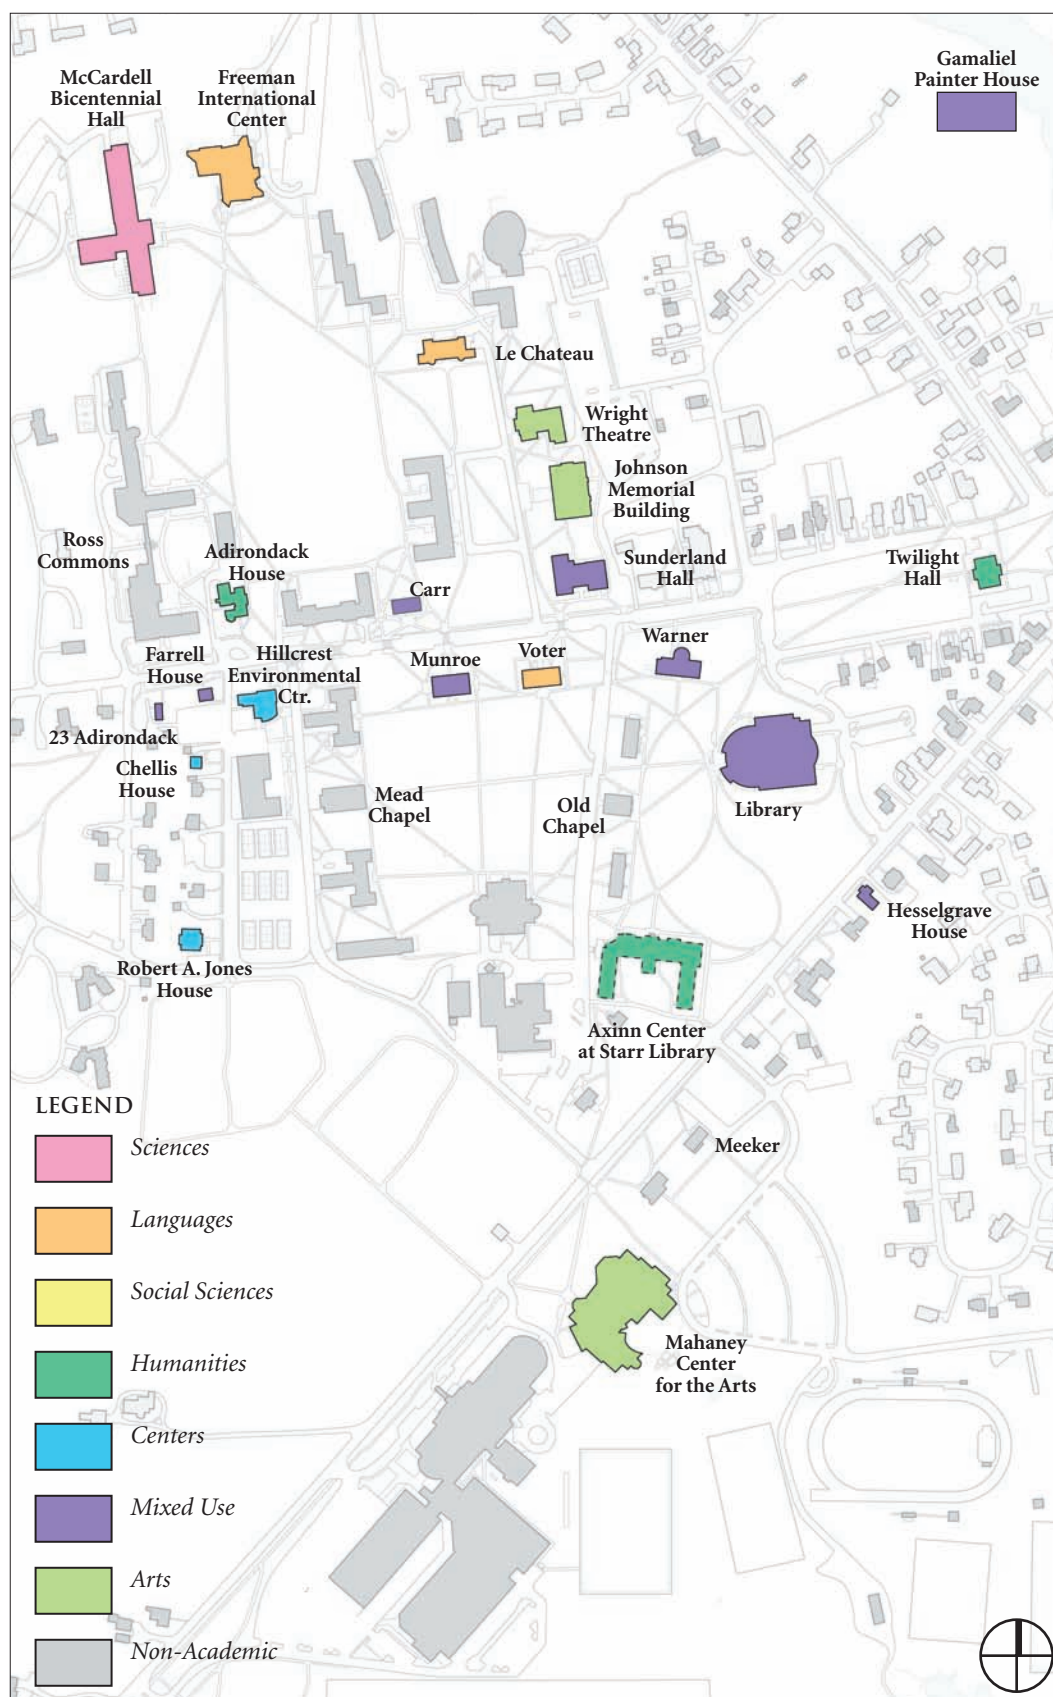 McCardell
Bicentennial
Hall
Freeman
International
Center
Gamaliel
Painter House
Le Chateau
Wright
Theatre
Johnson
Memorial
Building
Ross
Commons
Adirondack
House
Sunderland
Hall
Twilight
Hall
Carr
Farrell
House
Hillcrest
Environmental
Ctr.
Munroe
Voter
Warner
23 Adirondack
Chellis
House
Mead
Chapel
Old
Chapel
Library
Hesselgrave
House
Robert A. Jones
House
Axinn Center
at Starr Library
Meeker
Mahaney
Center
for the Arts
LEGEND
Sciences
Languages
Social Sciences
Humanities
Centers
Mixed Use
Arts
Non-Academic